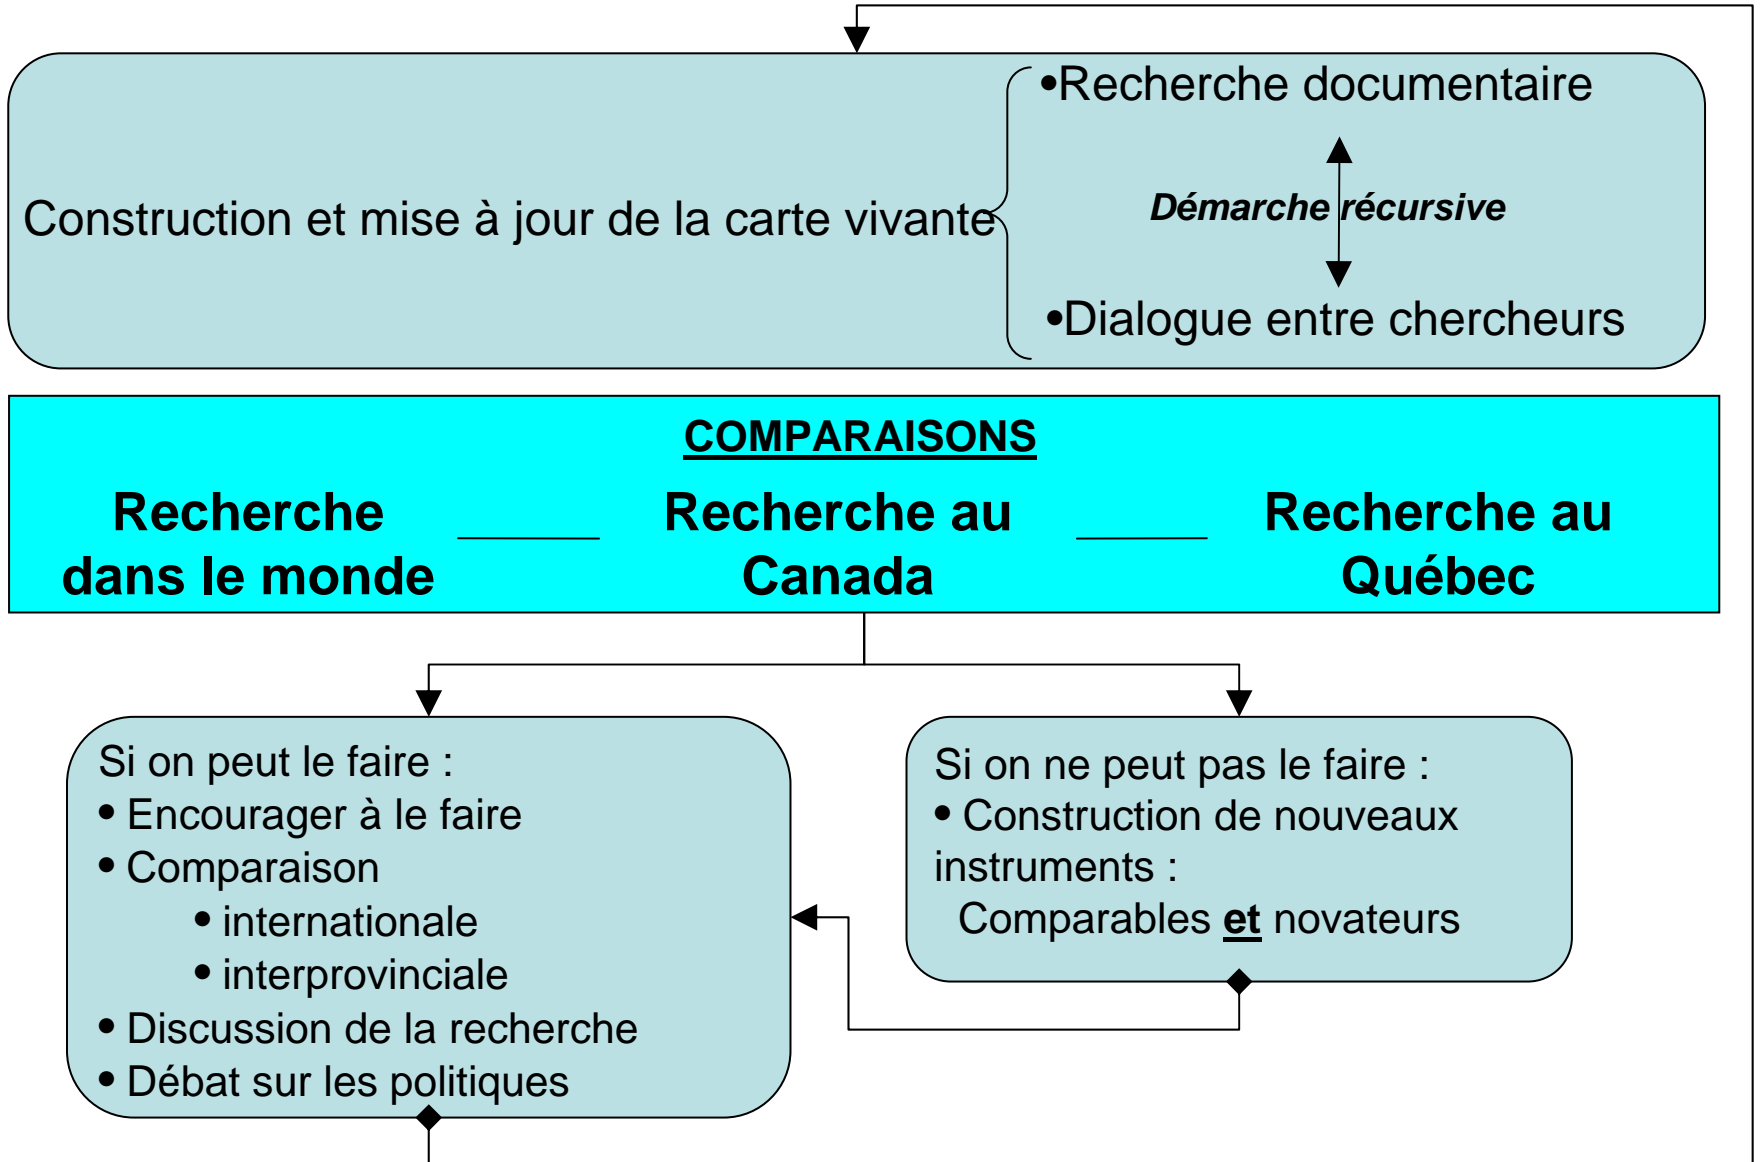 •Recherche documentaire
Construction et mise à jour de la carte vivante
Démarche récursive
•Dialogue entre chercheurs
COMPARAISONS
Recherche dans le monde
Recherche au Canada
Recherche au Québec
Si on peut le faire :
• Encourager à le faire
• Comparaison
• internationale
• interprovinciale
• Discussion de la recherche
• Débat sur les politiques
Si on ne peut pas le faire :
• Construction de nouveaux
instruments :
Comparables et novateurs